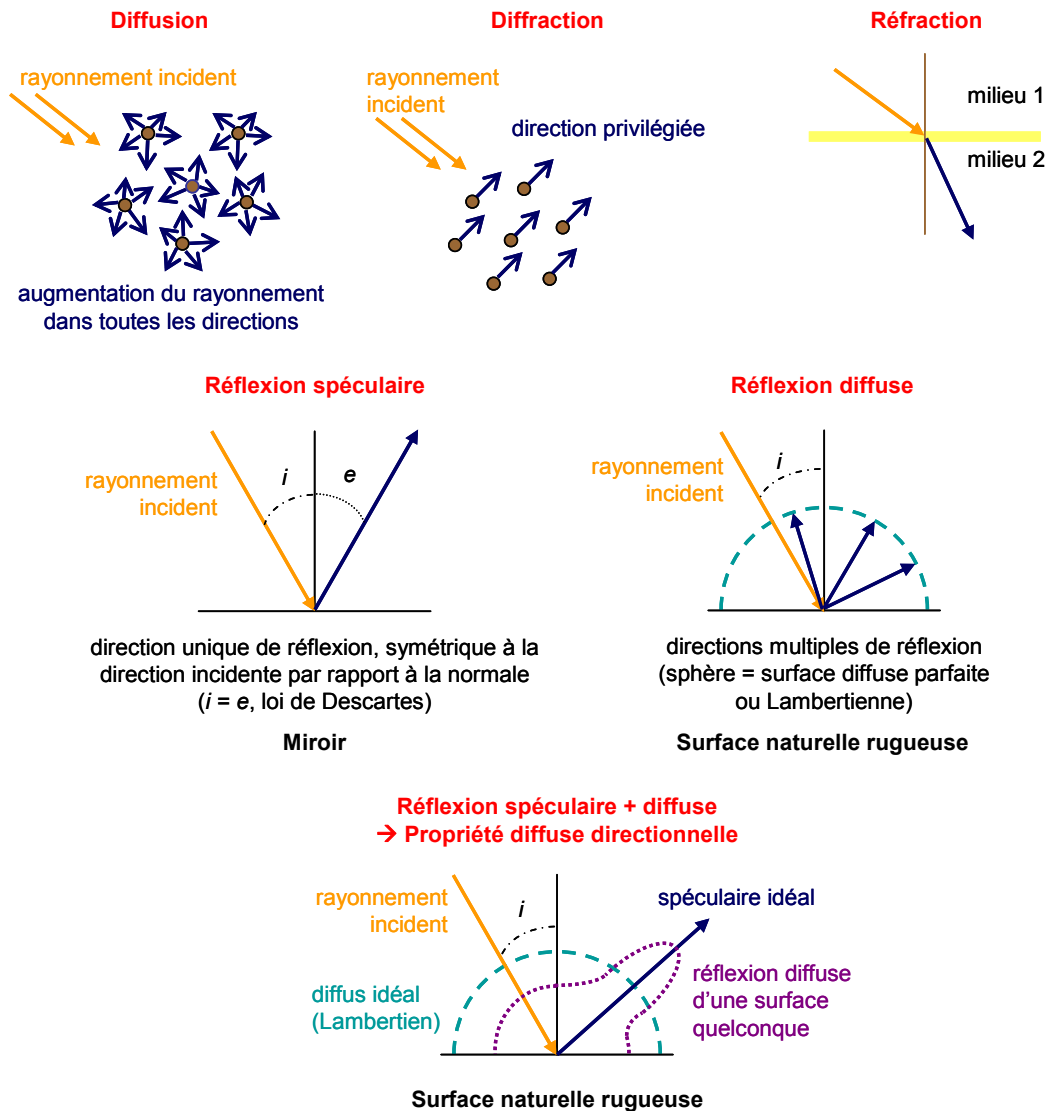 Diffusion
Diffraction
Réfraction
rayonnement incident
rayonnement
incident
direction privilégiée
milieu 1
milieu 2
augmentation du rayonnement
dans toutes les directions
Réflexion spéculaire
rayonnement
incident
i
e
direction unique de réflexion, symétrique à la
direction incidente par rapport à la normale
(i = e, loi de Descartes)
Miroir
Réflexion diffuse
rayonnement
incident
i
directions multiples de réflexion
(sphère = surface diffuse parfaite
ou Lambertienne)
Surface naturelle rugueuse
Réflexion spéculaire + diffuse
→ Propriété diffuse directionnelle
rayonnement
incident
i
spéculaire idéal
diffus idéal
(Lambertien)
réflexion diffuse
d'une surface
quelconque
Surface naturelle rugueuse